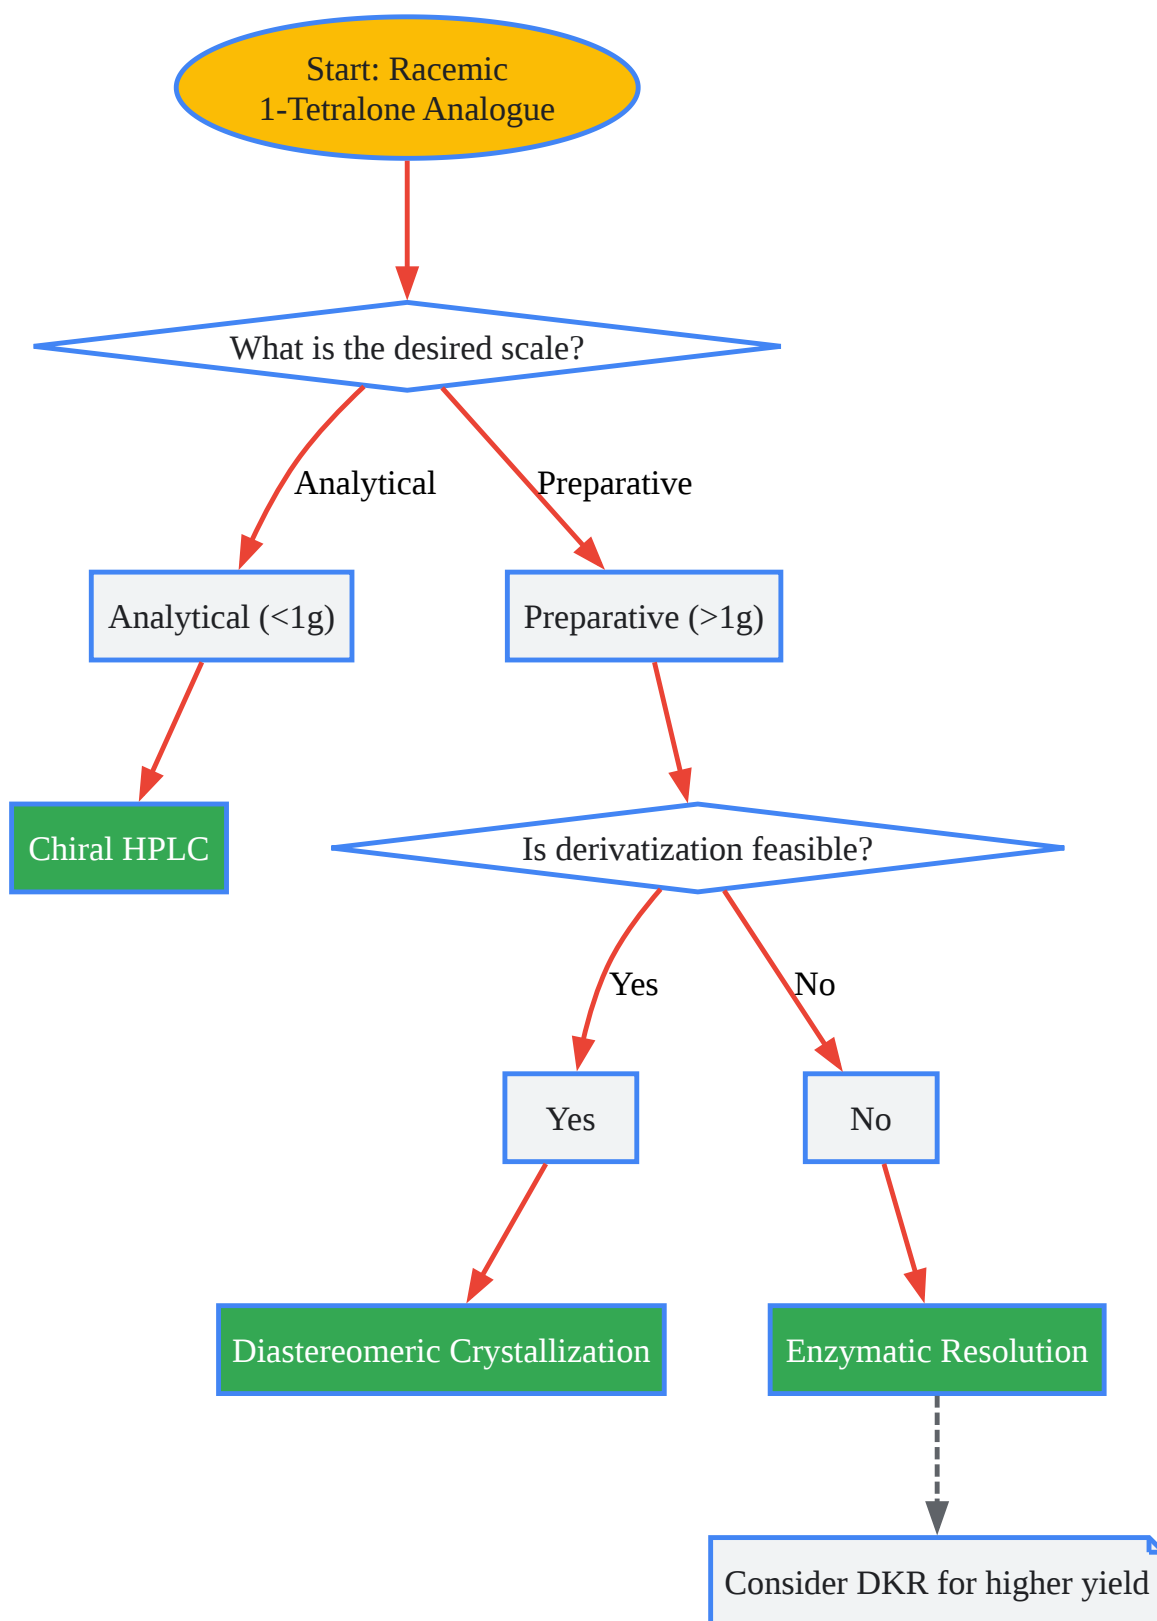 Start: Racemic
1-Tetralone Analogue
What is the desired scale?
Analytical
Preparative
Analytical (<1g)
Preparative (>1g)
Chiral HPLC
Is derivatization feasible?
Yes
No
Yes
No
Diastereomeric Crystallization
Enzymatic Resolution
Consider DKR for higher yield